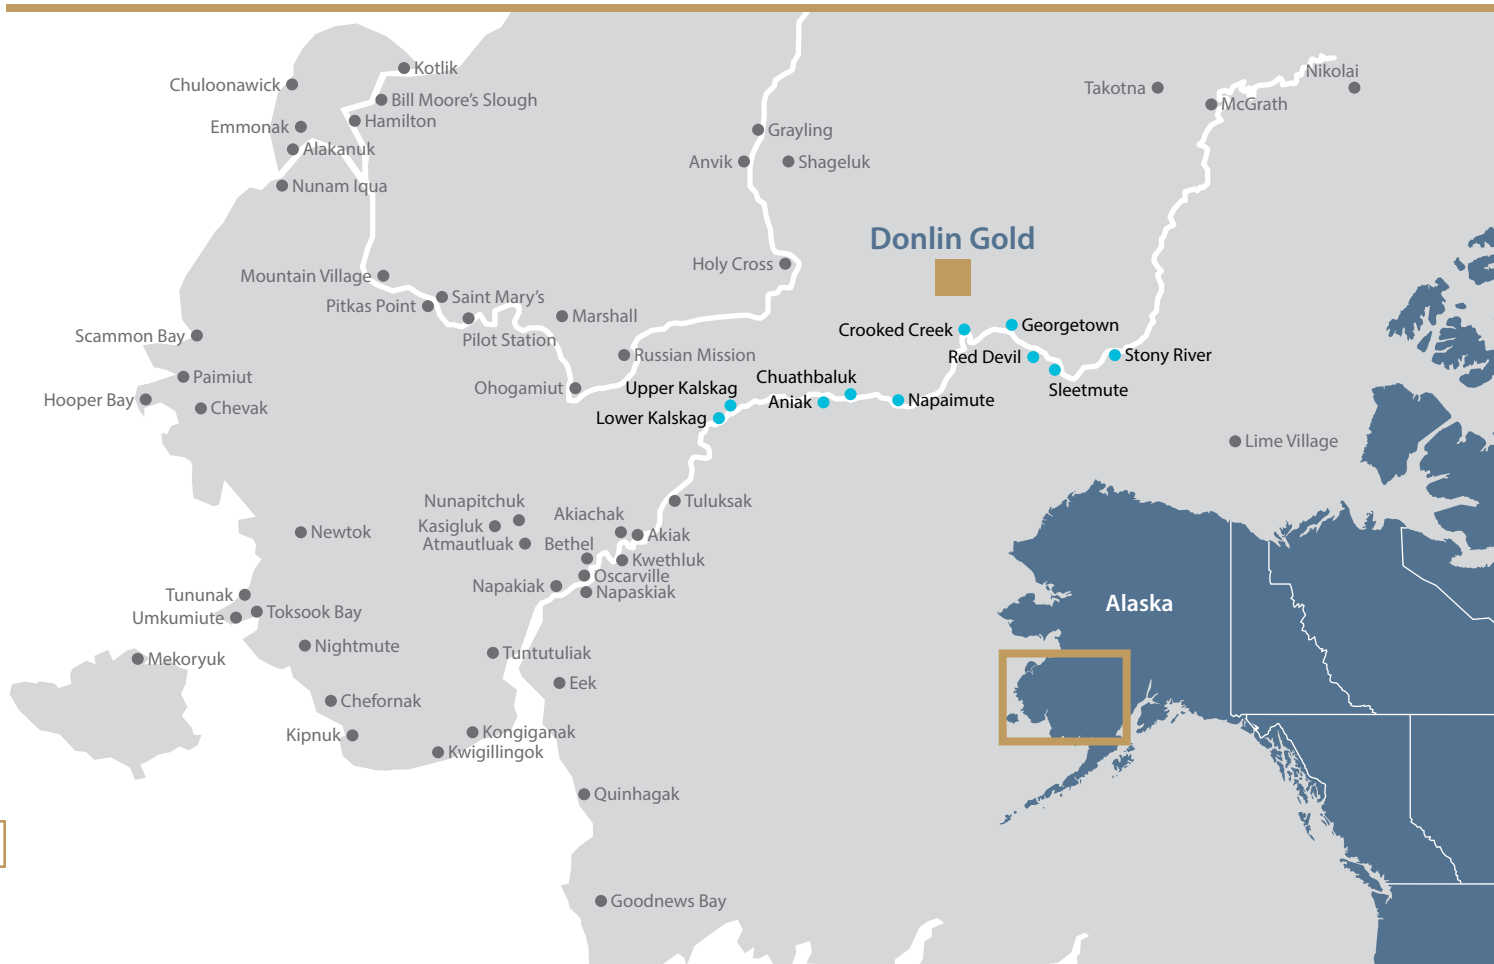 Kotlik
Nikolai
Chuloonawick
Takotna
Bill Moore's Slough
McGrath
Hamilton
Emmonak
Grayling
Alakanuk
Anvik
Shageluk
Nunam Iqua
Donlin Gold
Holy Cross
Mountain Village
Saint Mary's
Pitkas Point
Marshall
Georgetown
Crooked Creek
Scammon Bay
Pilot Station
Russian Mission
Red Devil
Stony River
Paimiut
Chuathbaluk
Ohogamiut
Upper Kalskag
Sleetmute
Hooper Bay
Chevak
Aniak
Napaimute
Lower Kalskag
Lime Village
Nunapitchuk
Tuluksak
Akiachak
Kasigluk
Newtok
Akiak
Atmautluak
Bethel
Kwethluk
Oscarville
Napakiak
Napaskiak
Tununak
Alaska
Toksook Bay
Umkumiute
Nightmute
Tuntutuliak
Mekoryuk
Eek
Chefornak
Kipnuk
Kongiganak
Kwigillingok
Quinhagak
Goodnews Bay